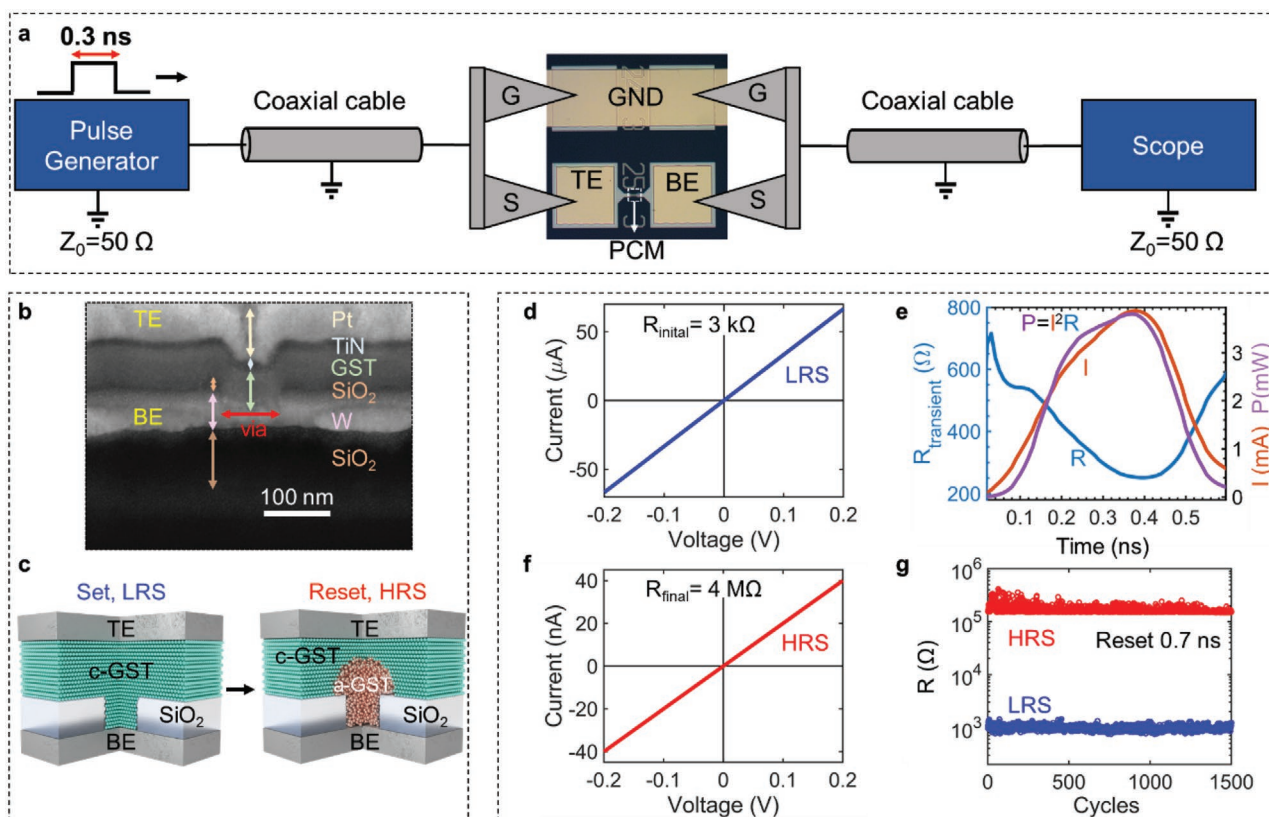 a
0.3 ns
Pulse
Generator
Z₀=50 Ω
Coaxial cable
G
S
GND
TE
BE
PCM
G
S
Coaxial cable
Scope
Z₀=50 Ω
b
TE
BE
Pt
TiN
GST
SiO₂
W
via
SiO₂
100 nm
c
Set, LRS
Reset, HRS
TE
c-GST
SiO₂
BE
TE
c-GST
a-GST
SiO₂
BE
d
R_inital = 3 kΩ
LRS
Current (μA)
50
0
-50
-0.2 -0.1 0 0.1 0.2
Voltage (V)
e
P=I²R
I
R
R_transient (Ω)
800
600
400
200
3
2
1
0
P(mW)
I (mA)
0.1 0.2 0.3 0.4 0.5
Time (ns)
f
R_final = 4 MΩ
HRS
Current (nA)
40
20
0
-20
-40
-0.2 -0.1 0 0.1 0.2
Voltage (V)
g
HRS
Reset 0.7 ns
LRS
R (Ω)
10⁶
10⁵
10⁴
10³
0 500 1000 1500
Cycles